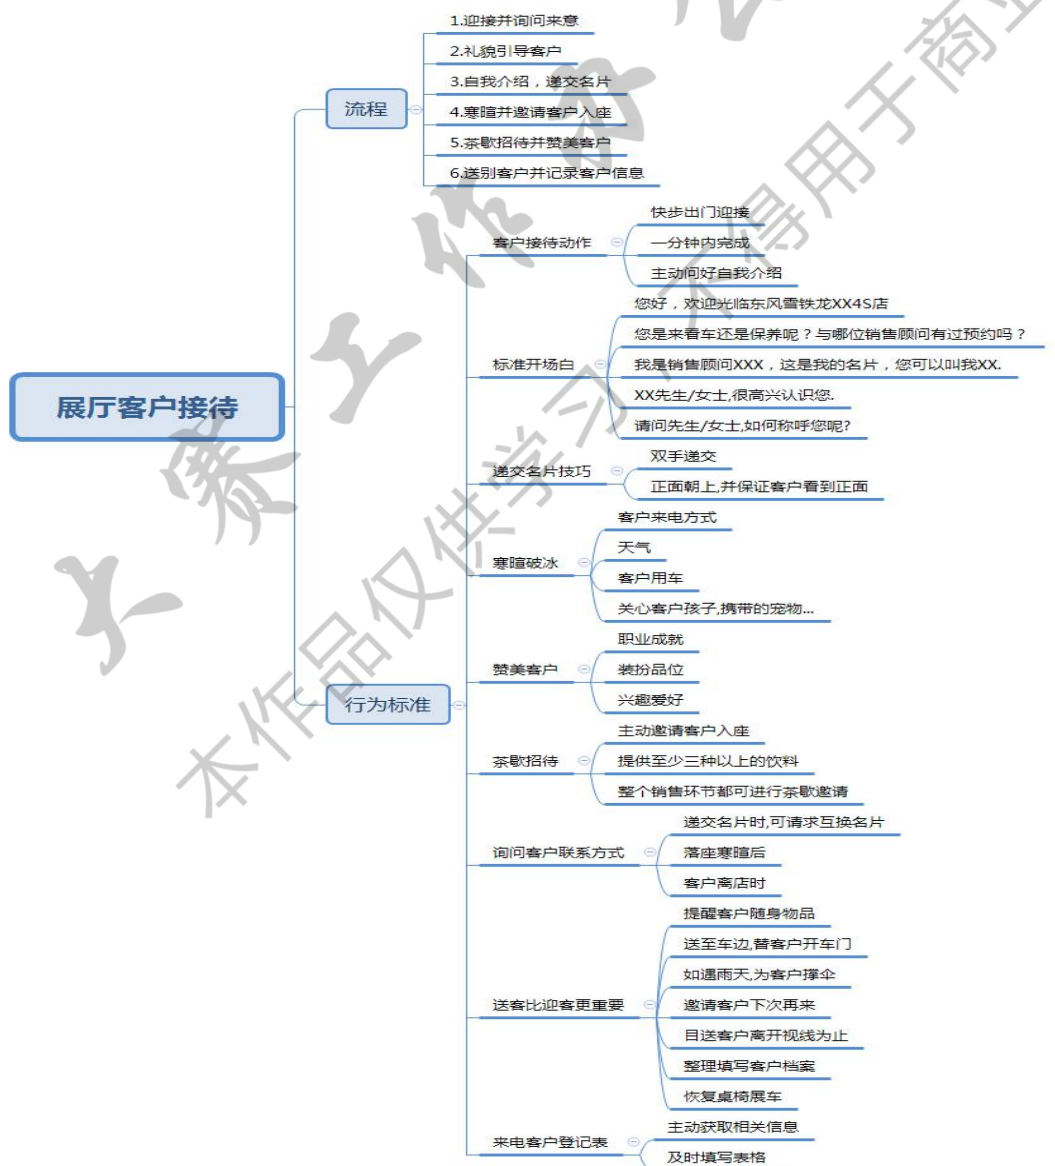 展厅客户接待
流程
1.迎接并询问来意
2.礼貌引导客户
3.自我介绍，递交名片
4.寒暄并邀请客户入座
5.茶歇招待并赞美客户
6.送别客户并记录客户信息
行为标准
客户接待动作
快步出门迎接
一分钟内完成
主动问好自我介绍
标准开场白
您好，欢迎光临东风雪铁龙XX4S店
您是来看车还是保养呢？与哪位销售顾问有过预约吗？
我是销售顾问XXX，这是我的名片，您可以叫我XX.
XX先生/女士,很高兴认识您.
请问先生/女士,如何称呼您呢?
递交名片技巧
双手递交
正面朝上,并保证客户看到正面
寒暄破冰
客户来电方式
天气
客户用车
关心客户孩子,携带的宠物...
赞美客户
职业成就
装扮品位
兴趣爱好
茶歇招待
主动邀请客户入座
提供至少三种以上的饮料
整个销售环节都可进行茶歇邀请
询问客户联系方式
递交名片时,可请求互换名片
落座寒暄后
客户离店时
送客比迎客更重要
提醒客户随身物品
送至车边,替客户开车门
如遇雨天,为客户撑伞
邀请客户下次再来
目送客户离开视线为止
整理填写客户档案
恢复桌椅展车
来电客户登记表
主动获取相关信息
及时填写表格
大赛工作办公
本作品仅供学习，不得用于商业